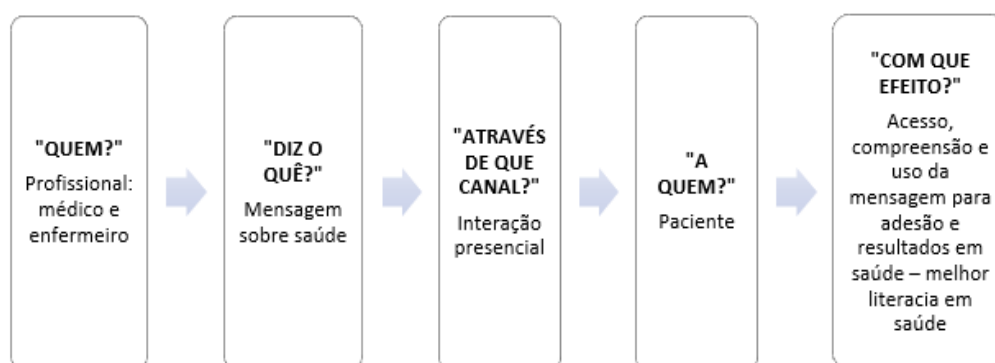 "QUEM?"
Profissional:
médico e
enfermeiro
"DIZ O
QUÊ?"
Mensagem
sobre saúde
"ATRAVÉS
DE QUE
CANAL?"
Interação
presencial
"A
QUEM?"
Paciente
"COM QUE
EFEITO?"
Acesso,
compreensão e
uso da
mensagem para
adesão e
resultados em
saúde – melhor
literacia em
saúde